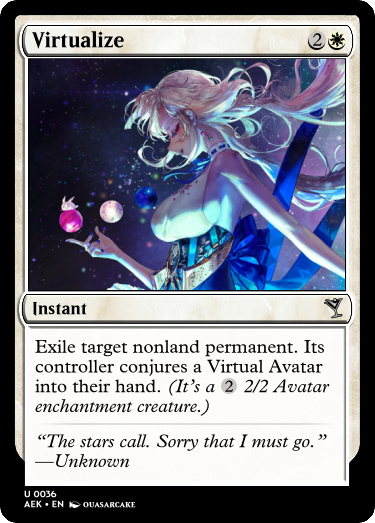 Virtualize 2
Instant
Exile target nonland permanent. Its
controller conjures a Virtual Avatar
into their hand. (It's a 2 2/2 Avatar
enchantment creature.)
“The stars call. Sorry that I must go.”
—Unknown
U 0036
AEK • EN OUASARCAKE